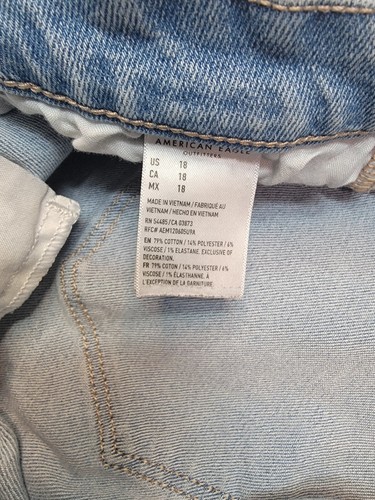 AMERICAN EAGLE
OUTFITTERS
US 18
CA 18
MX 18
MADE IN VIETNAM / FABRIQUÉ AU
VIETNAM / HECHO EN VIETNAM
RN 54485/CA 03873
RFC# AEM120605U9A
EN 79% COTTON / 14% POLYESTER / 6%
VISCOSE / 1% ELASTANE. EXCLUSIVE OF
DECORATION.
FR 79% COTON / 14% POLYESTER / 6%
VISCOSE / 1% ÉLASTHANNE. À
L'EXCEPTION DE LA GARNITURE.